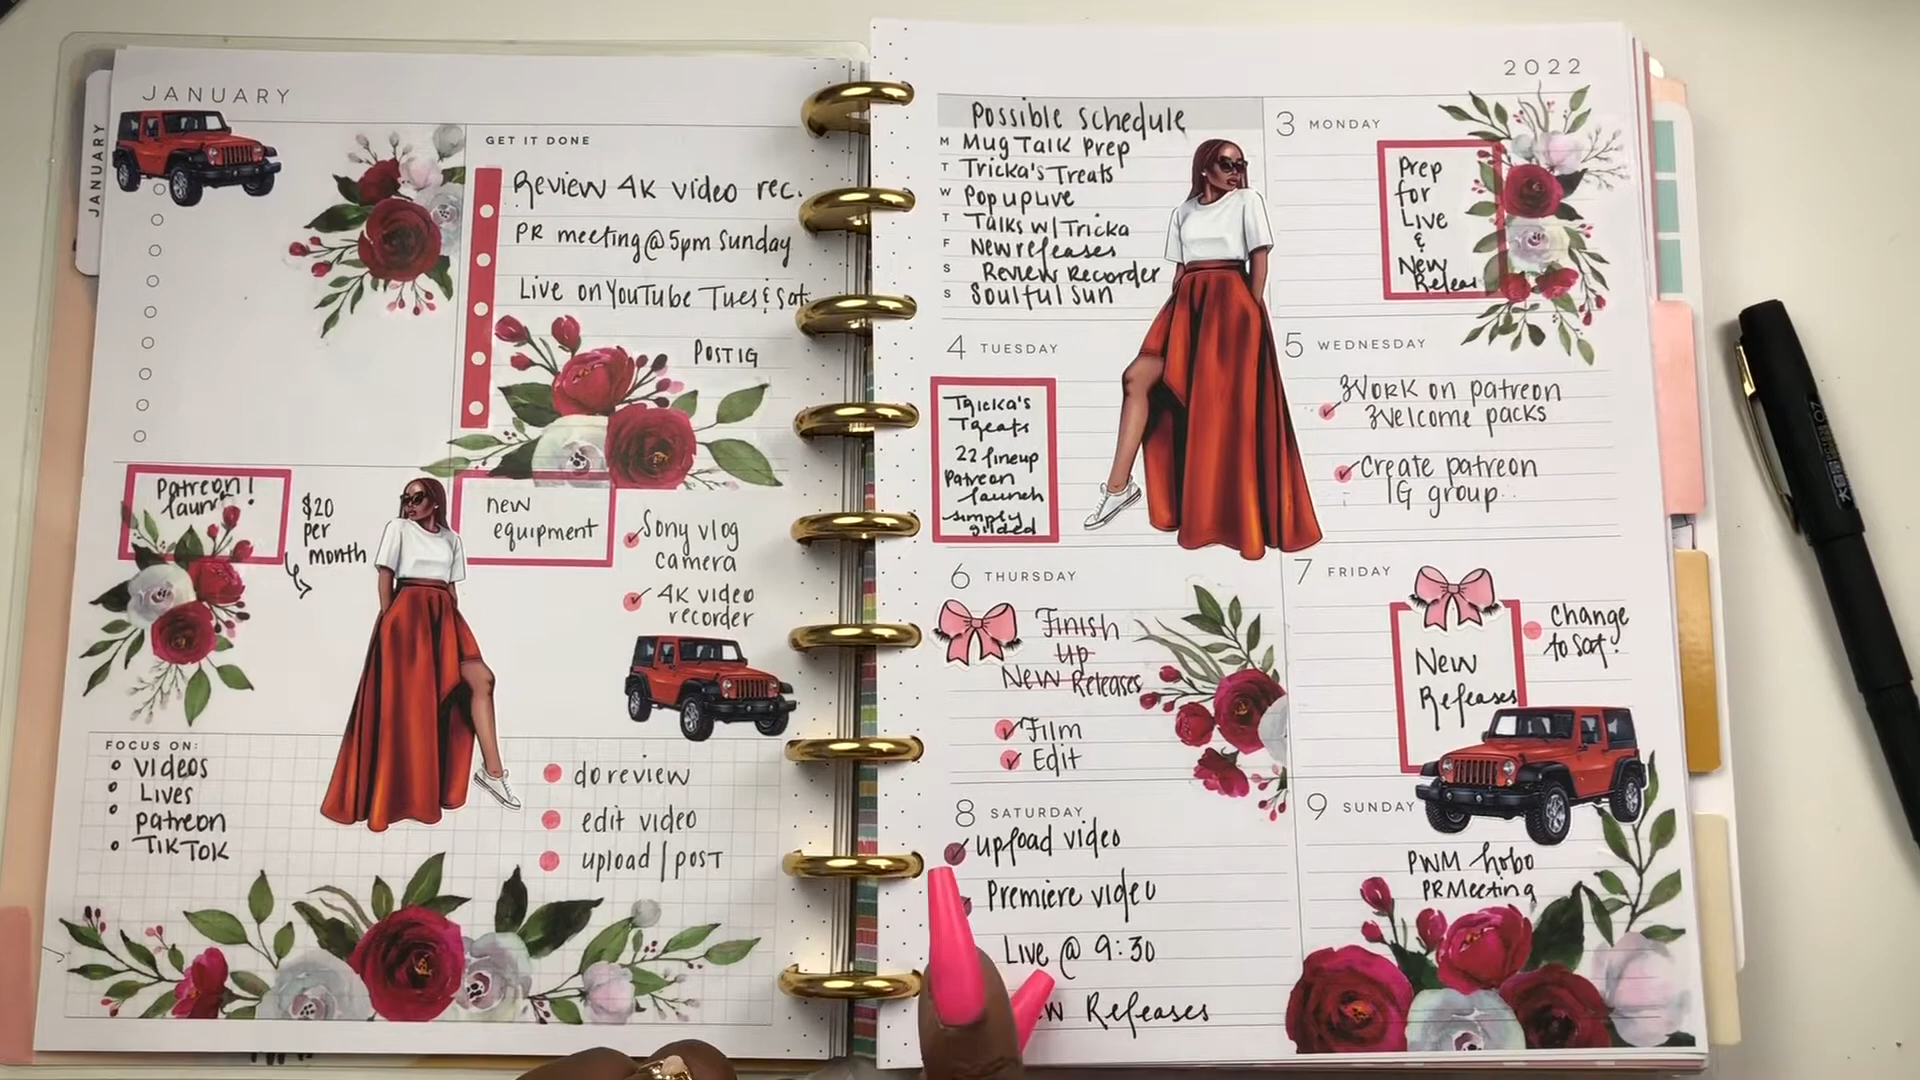 JANUARY
JANUARY
GET IT DONE
Review 4K video rec.
PR meeting@5pm Sunday
Live on YouTube Tues & Sat
POST IG
Patreon!
launch!
$20
per
month
new
equipment
Sony vlog
camera
4K video
recorder
FOCUS ON:
videos
Lives
patreon
TikTok
do review
edit video
upload/post
2022
Possible Schedule
M Mug Talk Prep
T Tricka's Treats
W Pop up Live
T Talks w/ Tricka
F New releases
S Review Recorder
S Soulful Sun
3 MONDAY
Prep
for
Live
&
New
Releas
4 TUESDAY
Tricka's
Treats
22 lineup
Patreon
launch
simply
gilded
5 WEDNESDAY
Work on patreon
Welcome packs
Create patreon
IG group
6 THURSDAY
Finish
Up
New Releases
Film
Edit
7 FRIDAY
Change
to Sat!
New
Releases
8 SATURDAY
upload video
Premiere video
Live @ 9:30
ew Releases
9 SUNDAY
PWM hobo
PR Meeting